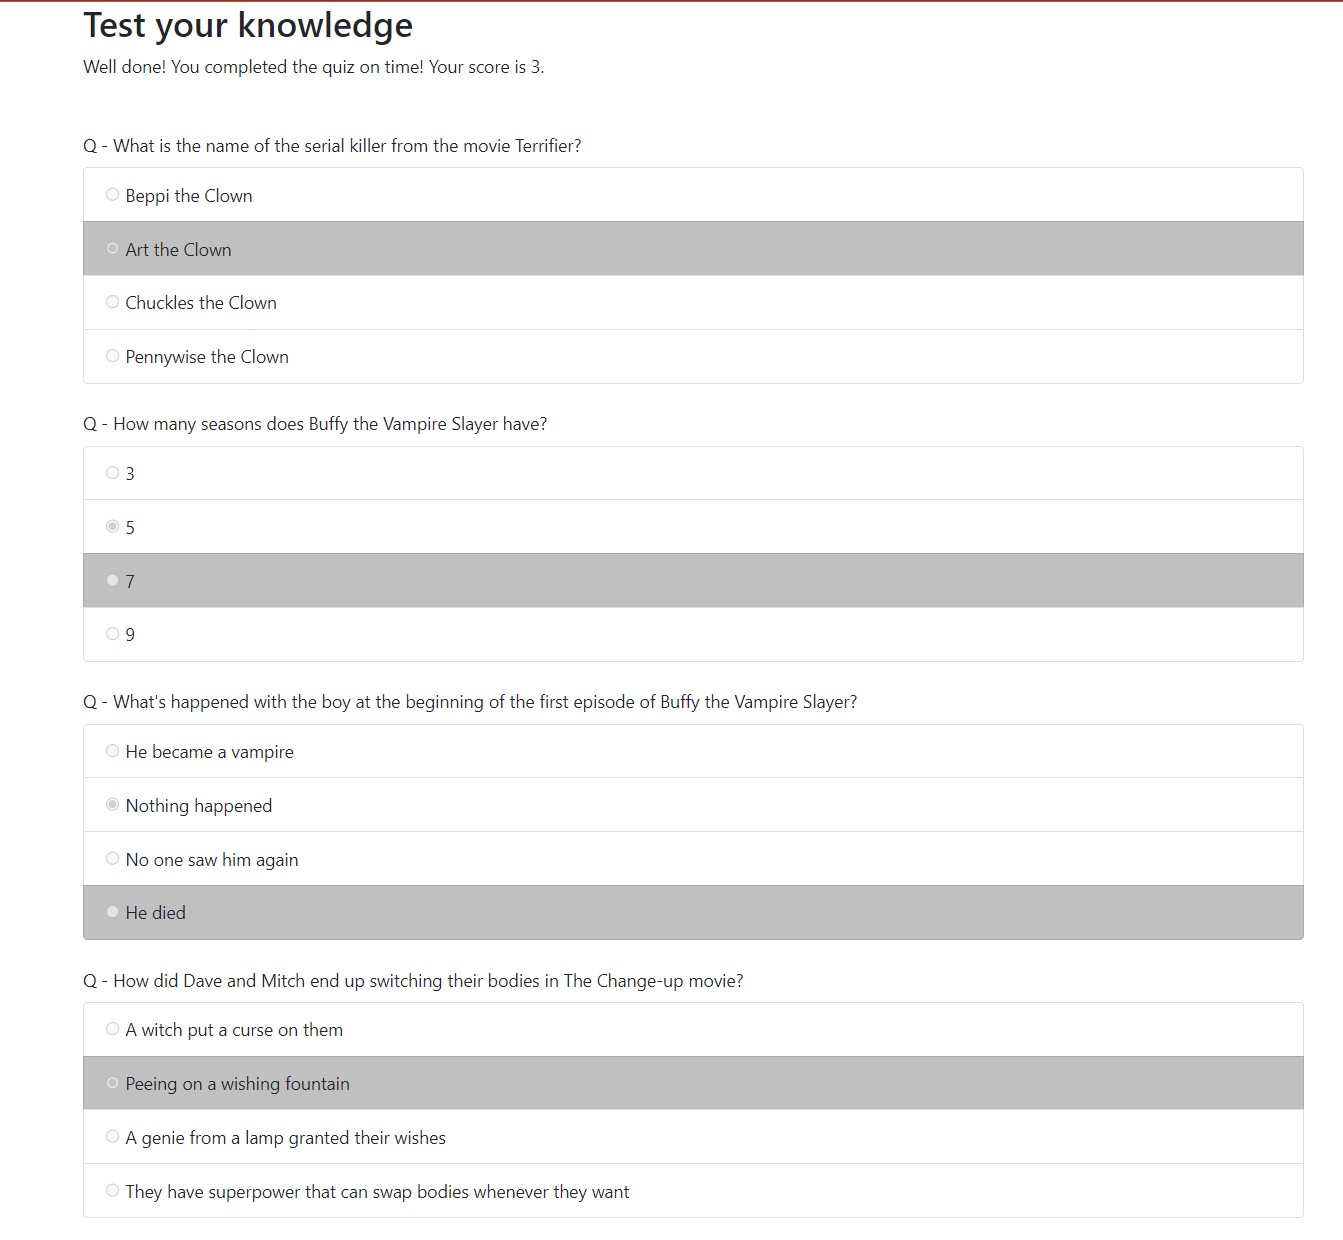 Test your knowledge
Well done! You completed the quiz on time! Your score is 3.
Q - What is the name of the serial killer from the movie Terrifier?
Beppi the Clown
Art the Clown
Chuckles the Clown
Pennywise the Clown
Q - How many seasons does Buffy the Vampire Slayer have?
3
5
7
9
Q - What's happened with the boy at the beginning of the first episode of Buffy the Vampire Slayer?
He became a vampire
Nothing happened
No one saw him again
He died
Q - How did Dave and Mitch end up switching their bodies in The Change-up movie?
A witch put a curse on them
Peeing on a wishing fountain
A genie from a lamp granted their wishes
They have superpower that can swap bodies whenever they want